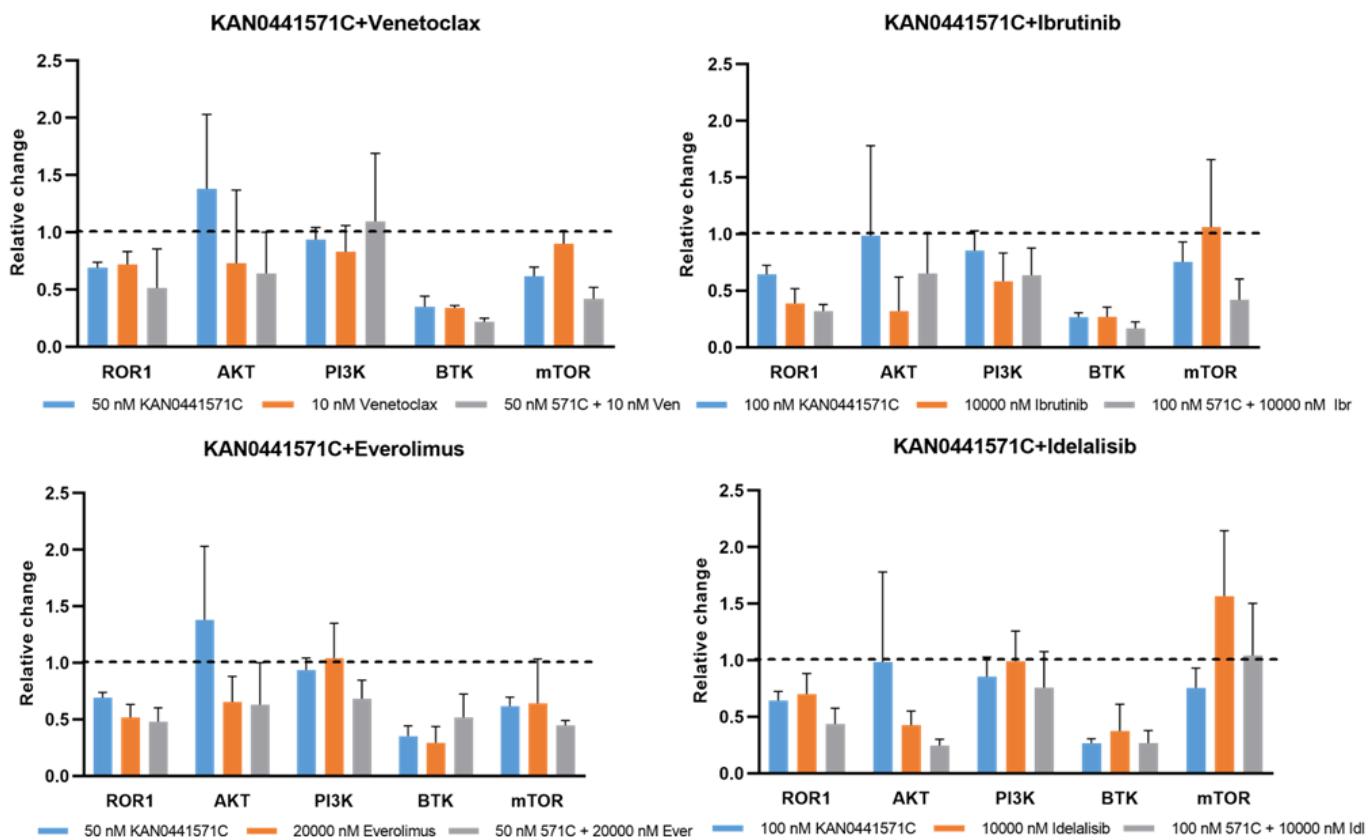 KAN0441571C+Venetoclax
Relative change
2.5
2.0
1.5
1.0
0.5
0.0
ROR1 AKT PI3K BTK mTOR
50 nM KAN0441571C 10 nM Venetoclax 50 nM 571C + 10 nM Ven
KAN0441571C+Ibrutinib
Relative change
2.5
2.0
1.5
1.0
0.5
0.0
ROR1 AKT PI3K BTK mTOR
100 nM KAN0441571C 10000 nM Ibrutinib 100 nM 571C + 10000 nM Ibr
KAN0441571C+Everolimus
Relative change
2.5
2.0
1.5
1.0
0.5
0.0
ROR1 AKT PI3K BTK mTOR
50 nM KAN0441571C 20000 nM Everolimus 50 nM 571C + 20000 nM Ever
KAN0441571C+Idelalisib
Relative change
2.5
2.0
1.5
1.0
0.5
0.0
ROR1 AKT PI3K BTK mTOR
100 nM KAN0441571C 10000 nM Idelalisib 100 nM 571C + 10000 nM